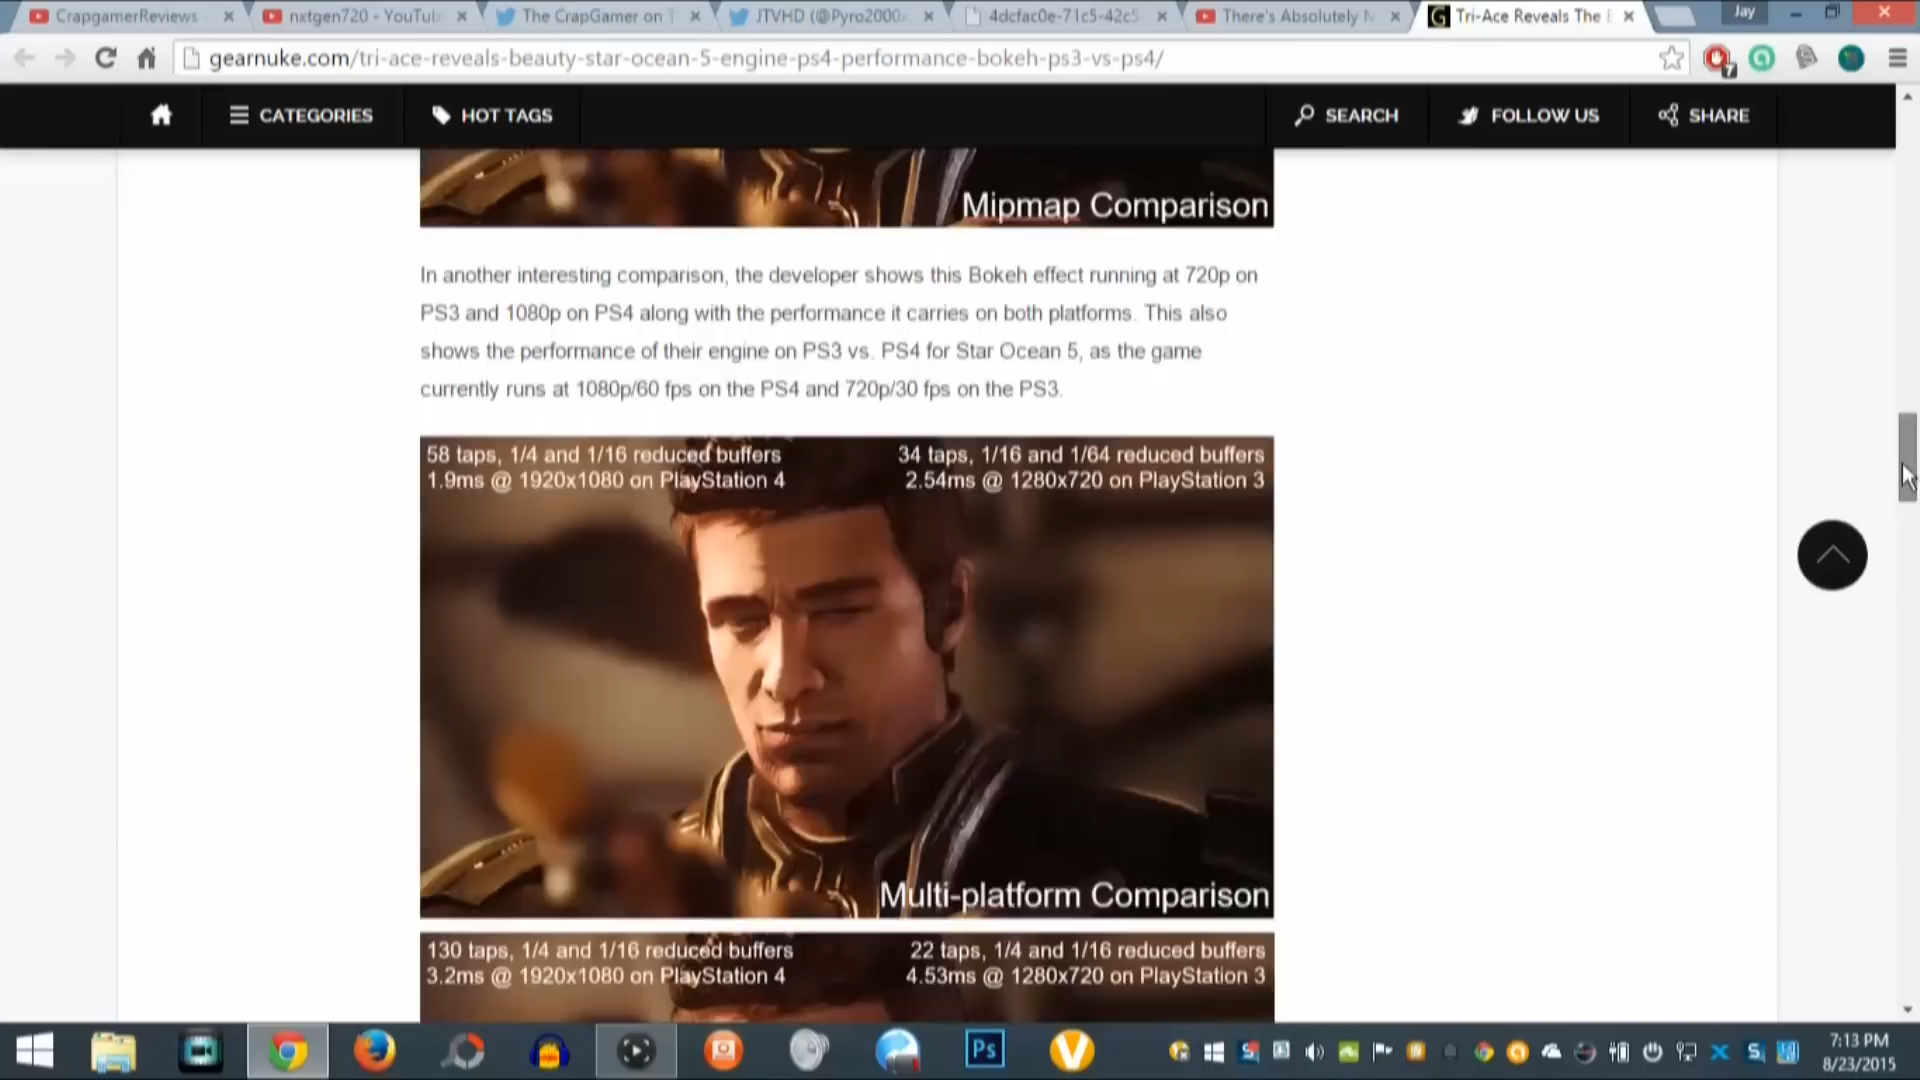 CrapgamerReviews
nxtgen720 - YouTub
The CrapGamer on T
JTVHD (@Pyro2000
4dcfac0e-71c5-42c5
There's Absolutely N
Tri-Ace Reveals The
Jay
gearnuke.com/tri-ace-reveals-beauty-star-ocean-5-engine-ps4-performance-bokeh-ps3-vs-ps4/
7
CATEGORIES
HOT TAGS
SEARCH
FOLLOW US
SHARE
Mipmap Comparison
In another interesting comparison, the developer shows this Bokeh effect running at 720p on
PS3 and 1080p on PS4 along with the performance it carries on both platforms. This also
shows the performance of their engine on PS3 vs. PS4 for Star Ocean 5, as the game
currently runs at 1080p/60 fps on the PS4 and 720p/30 fps on the PS3.
58 taps, 1/4 and 1/16 reduced buffers
1.9ms @ 1920x1080 on PlayStation 4
34 taps, 1/16 and 1/64 reduced buffers
2.54ms @ 1280x720 on PlayStation 3
Multi-platform Comparison
130 taps, 1/4 and 1/16 reduced buffers
3.2ms @ 1920x1080 on PlayStation 4
22 taps, 1/4 and 1/16 reduced buffers
4.53ms @ 1280x720 on PlayStation 3
Ps
7:13 PM
8/23/2015